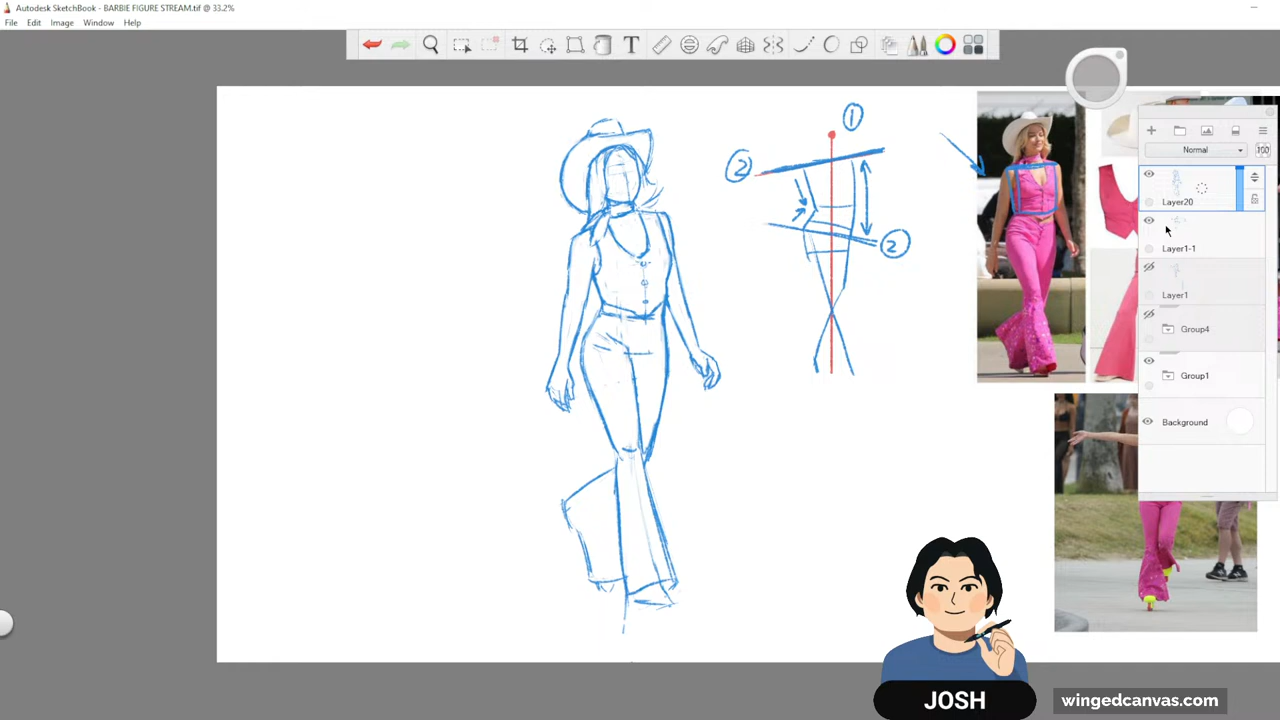 Autodesk SketchBook - BARBIE FIGURE STREAM.tif @ 33.2%
File Edit Image Window Help
T
1
2
2
Normal
100
Layer20
Layer1-1
Layer1
Group4
Group1
Background
JOSH
wingedcanvas.com